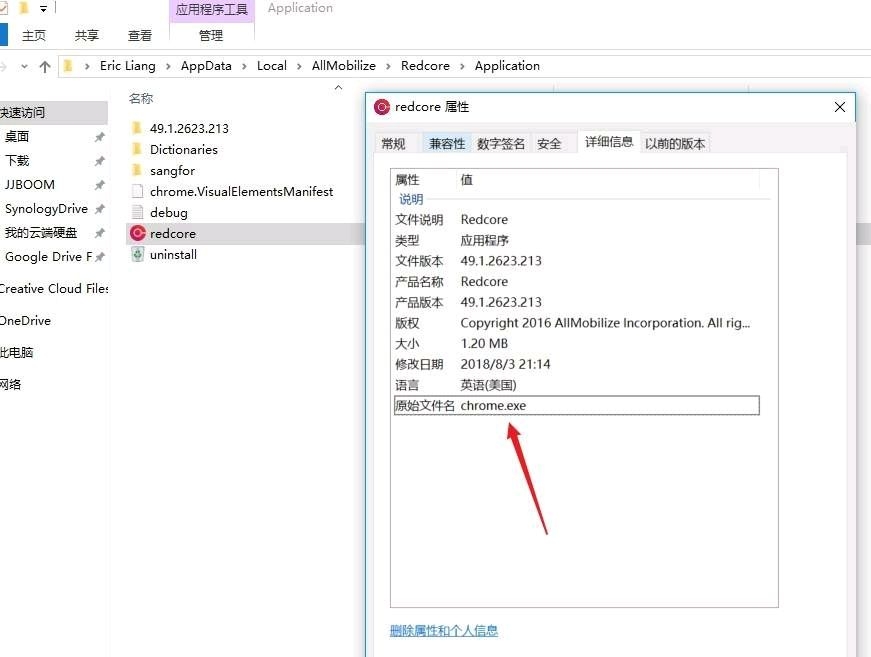 应用程序工具 Application
主页 共享 查看 管理
Eric Liang › AppData › Local › AllMobilize › Redcore › Application
快速访问
桌面
下载
JJBOOM
SynologyDrive
我的云端硬盘
Google Drive F
Creative Cloud Files
OneDrive
此电脑
网络
名称
49.1.2623.213
Dictionaries
sangfor
chrome.VisualElementsManifest
debug
redcore
uninstall
redcore 属性
常规 兼容性 数字签名 安全 详细信息 以前的版本
属性 值
说明
文件说明 Redcore
类型 应用程序
文件版本 49.1.2623.213
产品名称 Redcore
产品版本 49.1.2623.213
版权 Copyright 2016 AllMobilize Incorporation. All rig...
大小 1.20 MB
修改日期 2018/8/3 21:14
语言 英语(美国)
原始文件名 chrome.exe
删除属性和个人信息